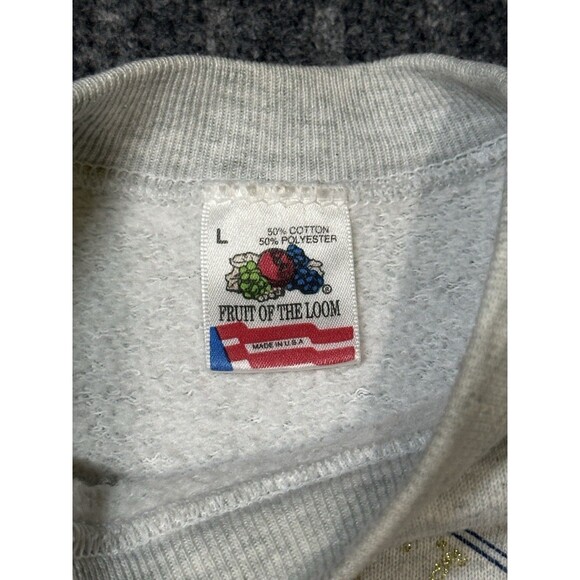 L
50% COTTON
50% POLYESTER
®
FRUIT OF THE LOOM
MADE IN U.S.A